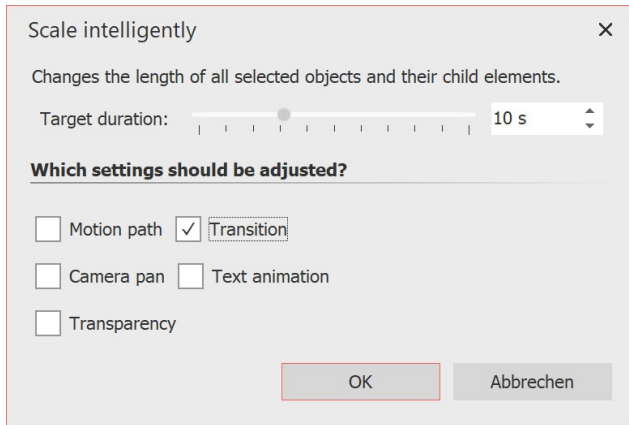 Scale intelligently
Changes the length of all selected objects and their child elements.
Target duration: 10 s
Which settings should be adjusted?
Motion path Transition
Camera pan Text animation
Transparency
OK Abbrechen